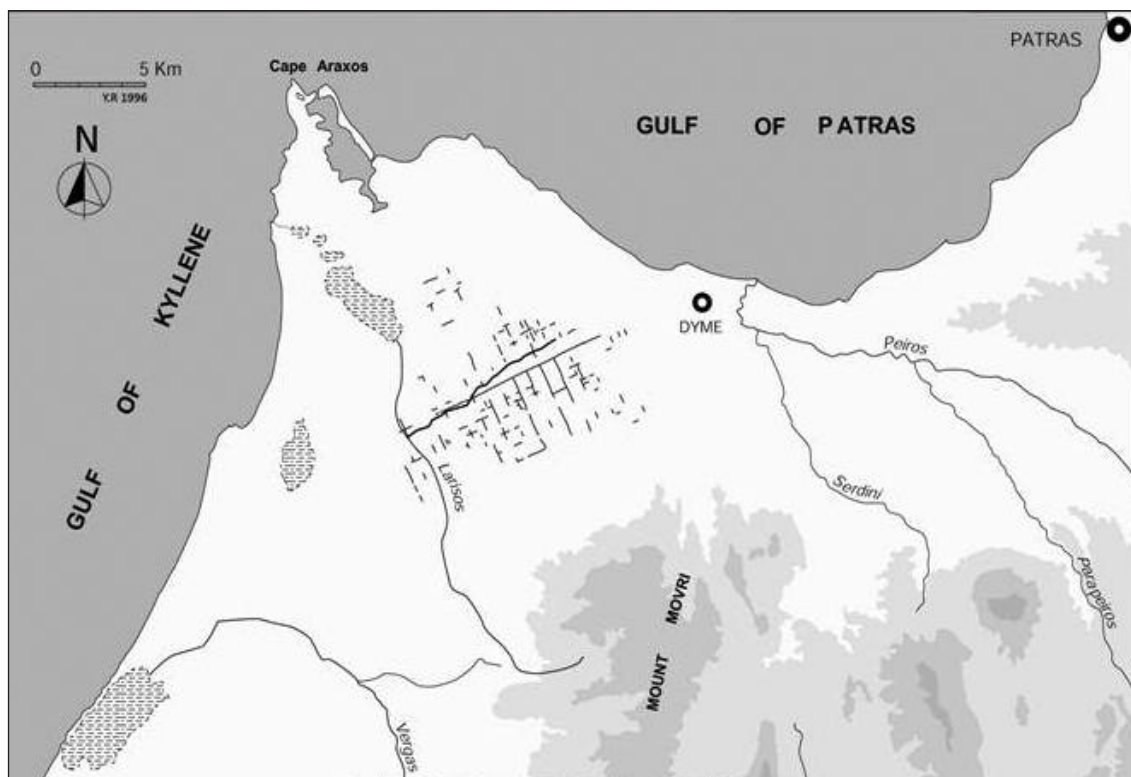 PATRAS
0 5 Km
Y.R 1996
Cape Araxos
N
GULF OF PATRAS
GULF OF KYLLENE
DYME
Peiros
Larisos
Serdini
Parapeiros
MOUNT MOVRI
Vergas